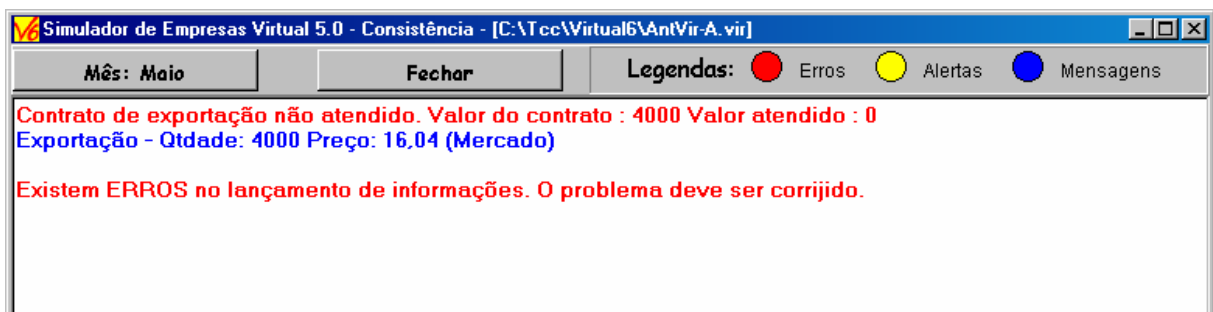 V6 Simulador de Empresas Virtual 5.0 - Consistência - [C:\Tcc\Virtual6\AntVir-A.vir]
Mês: Maio Fechar Legendas: Erros Alertas Mensagens
Contrato de exportação não atendido. Valor do contrato : 4000 Valor atendido : 0
Exportação - Qtdade: 4000 Preço: 16,04 (Mercado)
Existem ERROS no lançamento de informações. O problema deve ser corrijido.